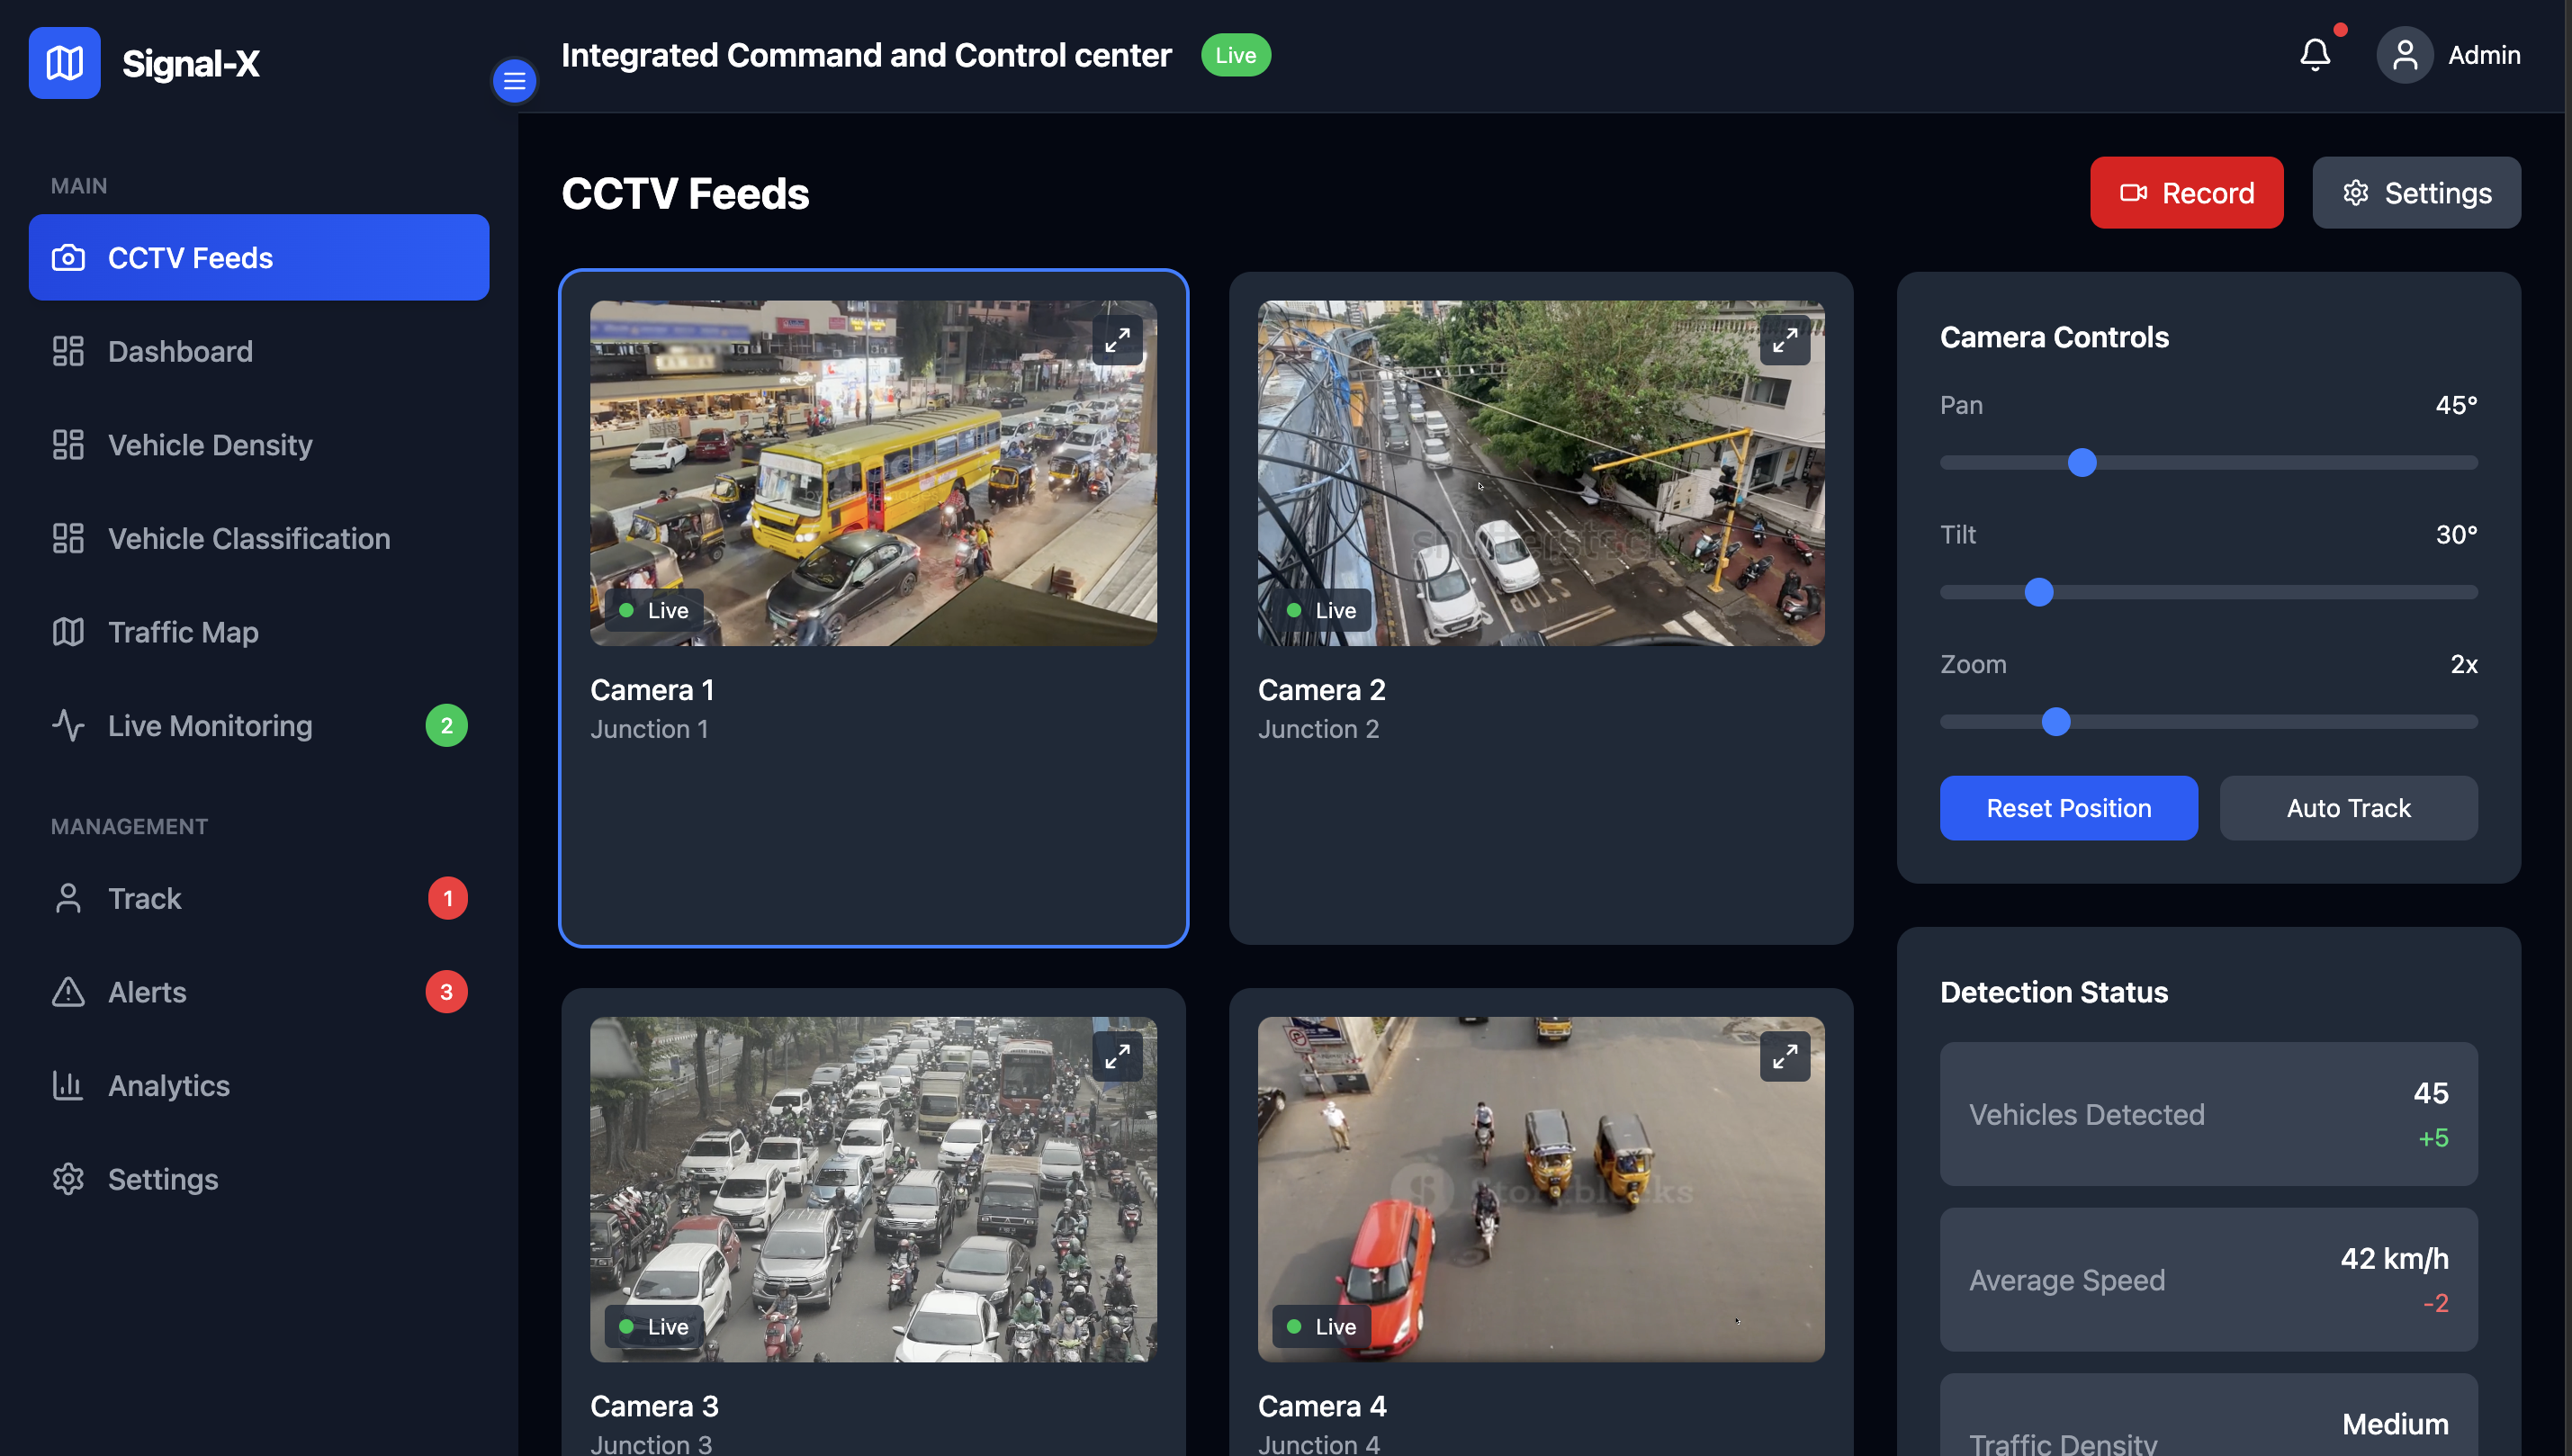 Signal-X
Integrated Command and Control center
Live
Admin
MAIN
CCTV Feeds
Dashboard
Vehicle Density
Vehicle Classification
Traffic Map
Live Monitoring
2
MANAGEMENT
Track
1
Alerts
3
Analytics
Settings
CCTV Feeds
Record
Settings
Live
Camera 1
Junction 1
shutterstock
Live
Camera 2
Junction 2
Live
Camera 3
Junction 3
Storyblocks
Live
Camera 4
Junction 4
Camera Controls
Pan
45°
Tilt
30°
Zoom
2x
Reset Position
Auto Track
Detection Status
Vehicles Detected
45
+5
Average Speed
42 km/h
-2
Traffic Density
Medium